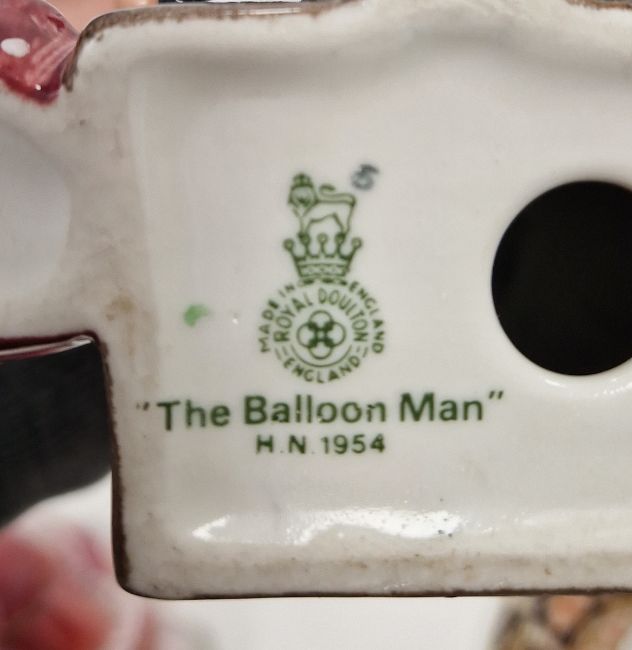 MADE IN ENGLAND
ROYAL DOULTON
ENGLAND
"The Balloon Man"
H.N. 1954